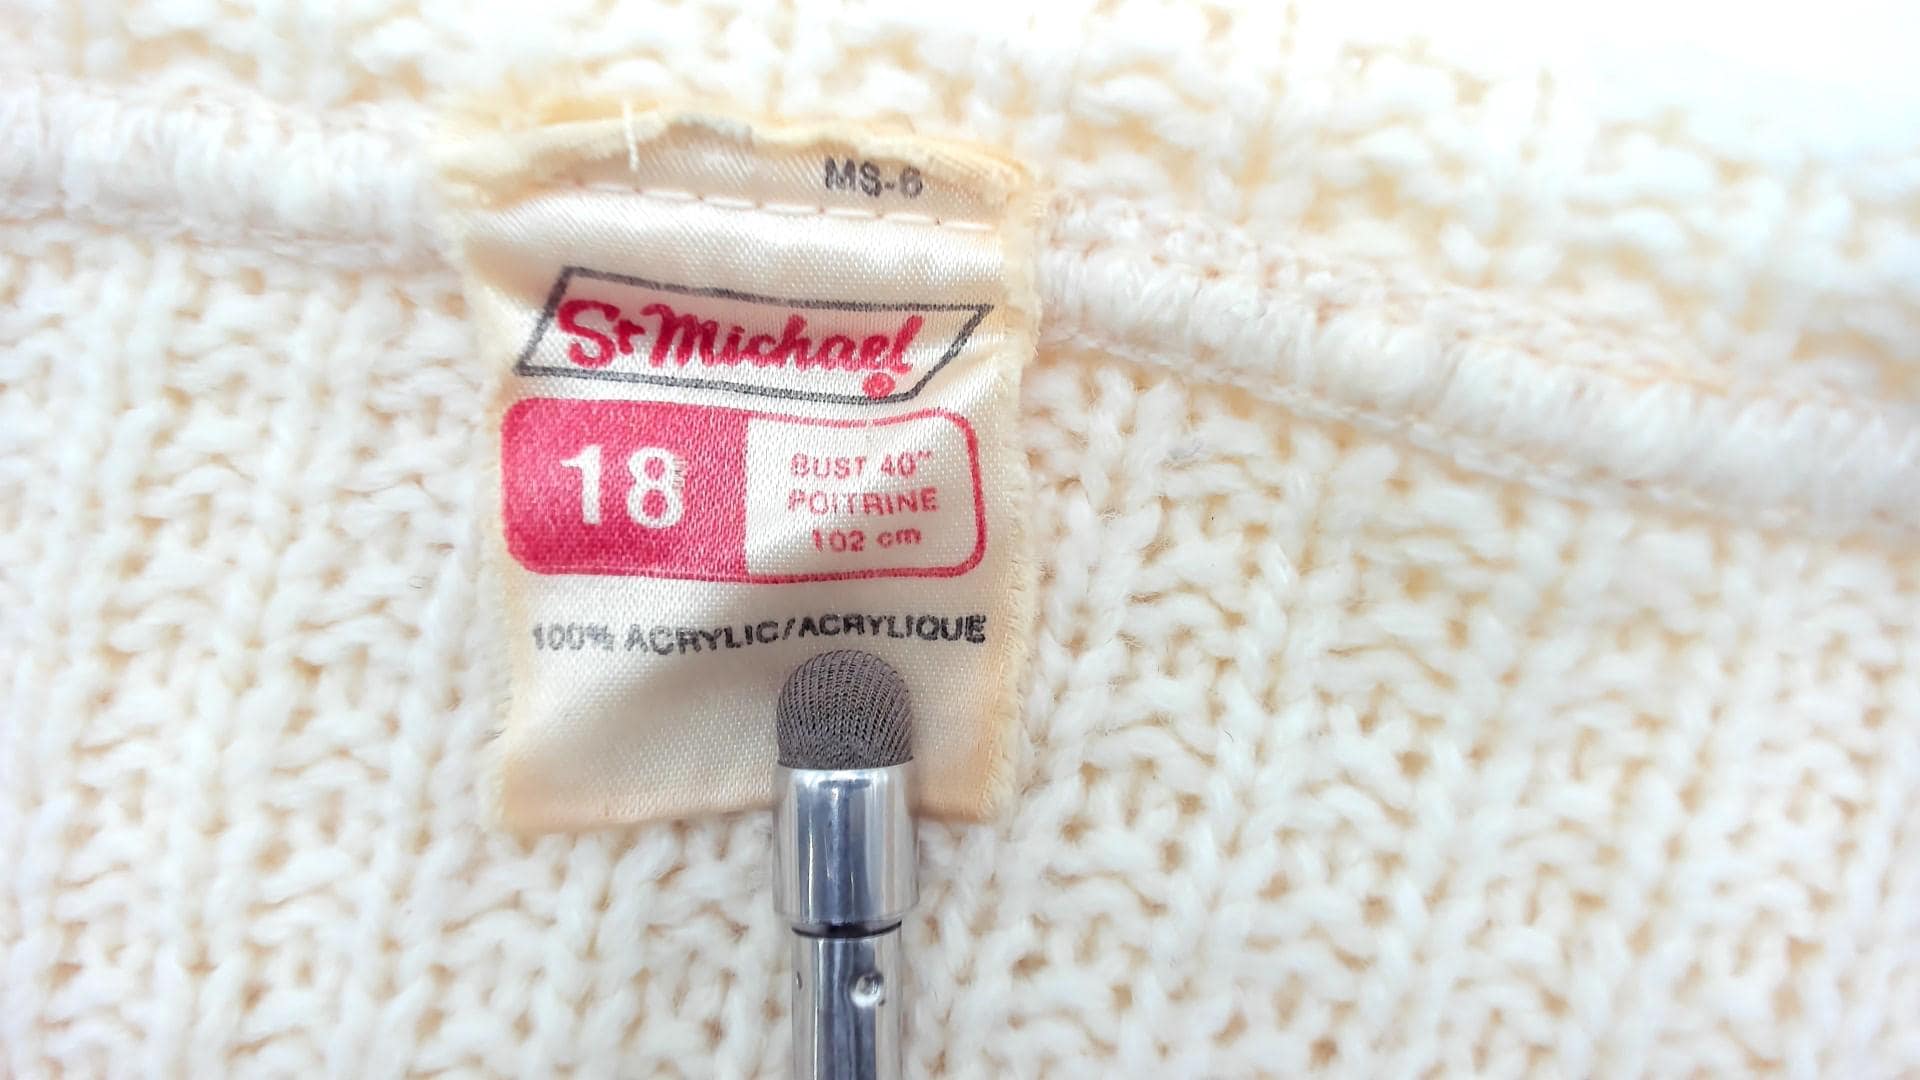 MS-6
St Michael
®
18
BUST 40"
POITRINE
102 cm
100% ACRYLIC/ACRYLIQUE